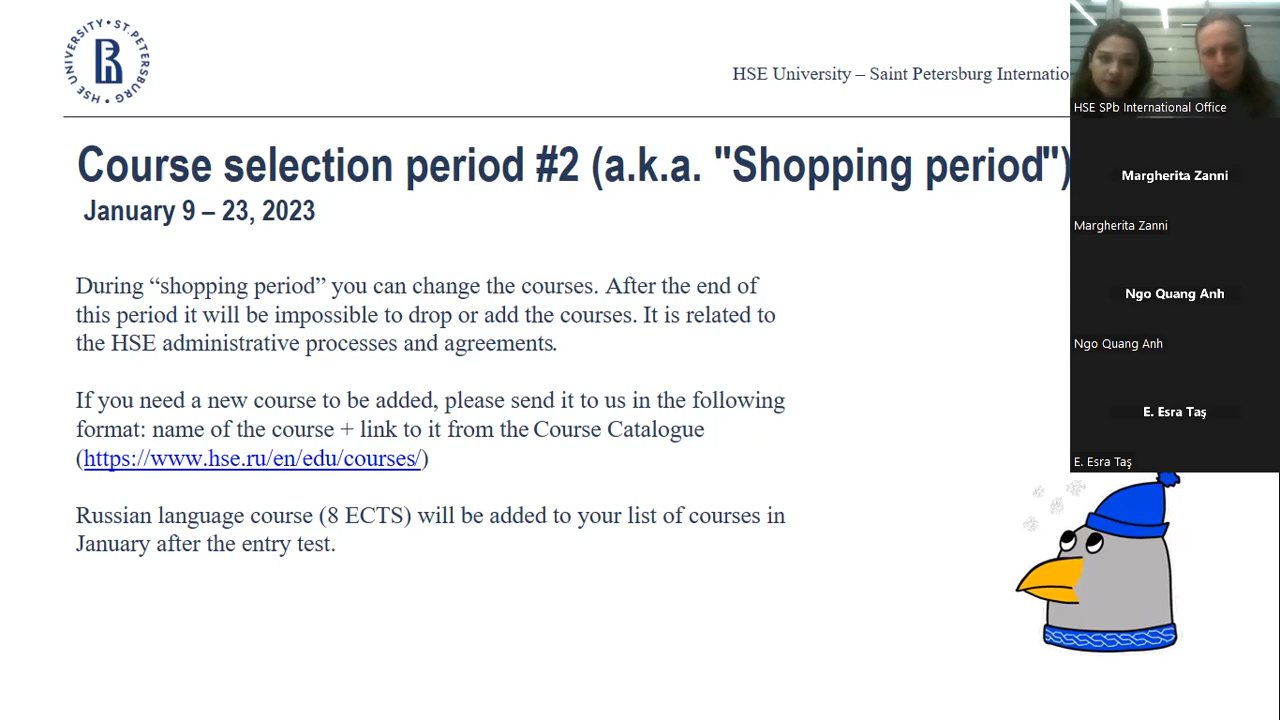 HSE UNIVERSITY • ST. PETERSBURG •
HSE University – Saint Petersburg Internatio
Course selection period #2 (a.k.a. "Shopping period")
January 9 – 23, 2023
During “shopping period” you can change the courses. After the end of
this period it will be impossible to drop or add the courses. It is related to
the HSE administrative processes and agreements.
If you need a new course to be added, please send it to us in the following
format: name of the course + link to it from the Course Catalogue
(https://www.hse.ru/en/edu/courses/)
Russian language course (8 ECTS) will be added to your list of courses in
January after the entry test.
HSE SPb International Office
Margherita Zanni
Margherita Zanni
Ngo Quang Anh
Ngo Quang Anh
E. Esra Taş
E. Esra Taş